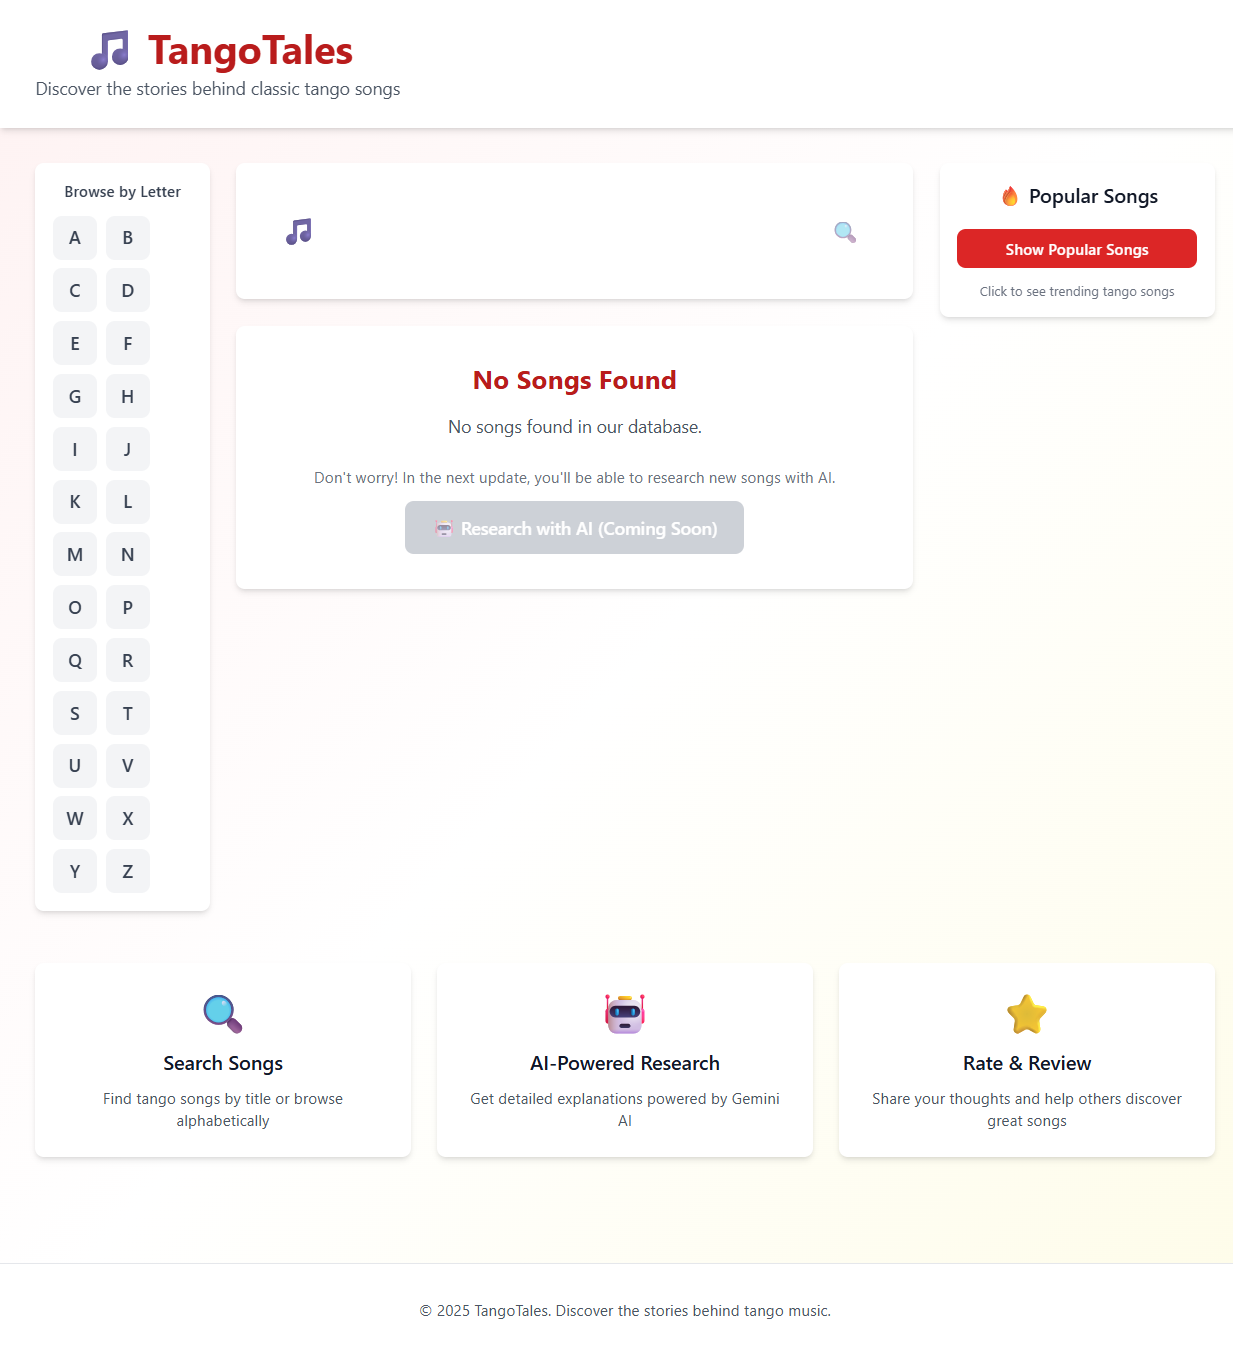 TangoTales
Discover the stories behind classic tango songs
Browse by Letter
A B
C D
E F
G H
I J
K L
M N
O P
Q R
S T
U V
W X
Y Z
No Songs Found
No songs found in our database.
Don't worry! In the next update, you'll be able to research new songs with AI.
Research with AI (Coming Soon)
Popular Songs
Show Popular Songs
Click to see trending tango songs
Search Songs
Find tango songs by title or browse
alphabetically
AI-Powered Research
Get detailed explanations powered by Gemini
AI
Rate & Review
Share your thoughts and help others discover
great songs
© 2025 TangoTales. Discover the stories behind tango music.